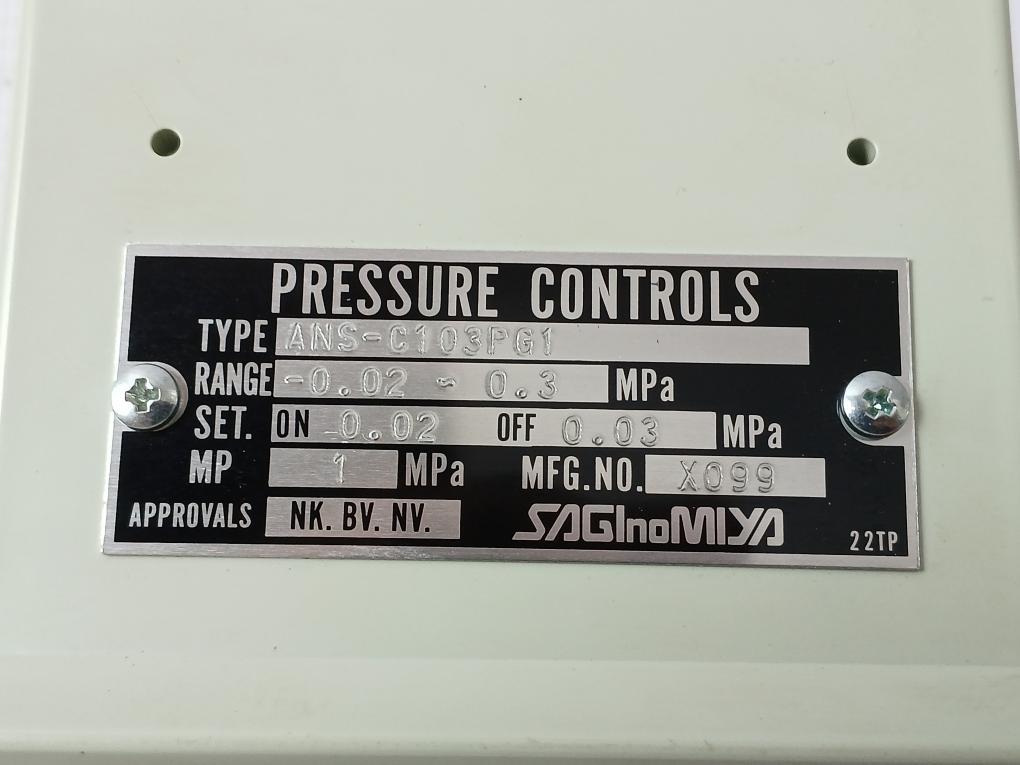 PRESSURE CONTROLS
TYPE ANS-C103PG1
RANGE -0.02 ~ 0.3 MPa
SET. ON -0.02 OFF 0.03 MPa
MP 1 MPa MFG.NO. X099
APPROVALS NK. BV. NV. SAGInoMIYA 22TP